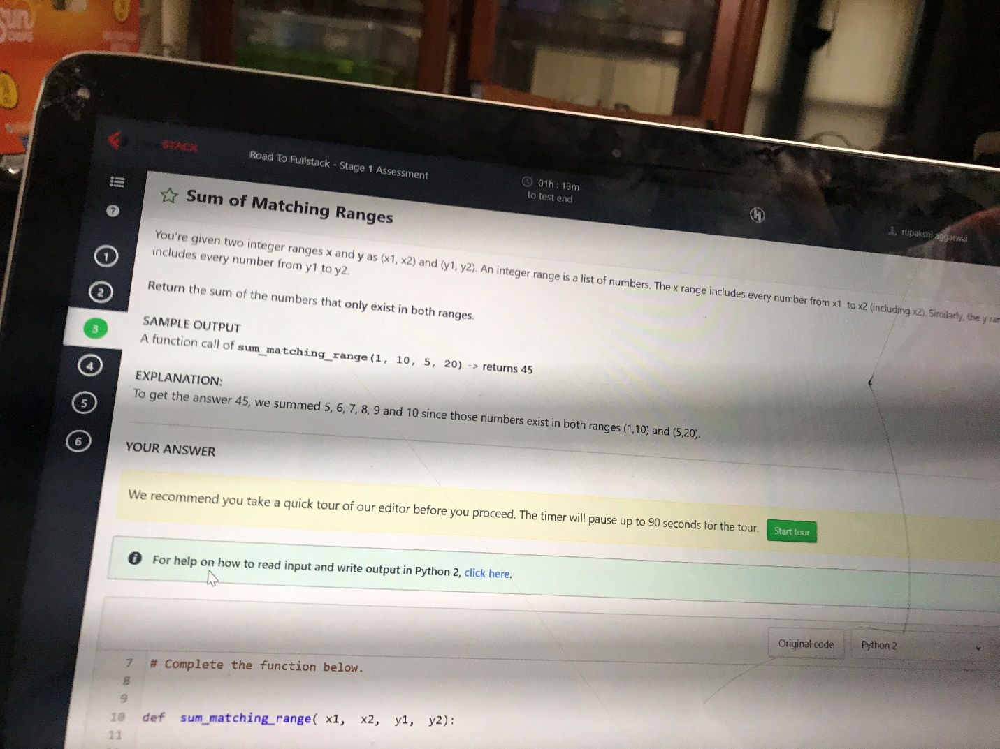 Sun
STACK
Road To Fullstack - Stage 1 Assessment
01h : 13m
to test end
H
rupakshi aggarwal
?
1
2
3
4
5
6
Sum of Matching Ranges
You're given two integer ranges x and y as (x1, x2) and (y1, y2). An integer range is a list of numbers. The x range includes every number from x1 to x2 (including x2). Similarly, the y
includes every number from y1 to y2.
Return the sum of the numbers that only exist in both ranges.
SAMPLE OUTPUT
A function call of sum_matching_range(1, 10, 5, 20) -> returns 45
EXPLANATION:
To get the answer 45, we summed 5, 6, 7, 8, 9 and 10 since those numbers exist in both ranges (1,10) and (5,20).
YOUR ANSWER
We recommend you take a quick tour of our editor before you proceed. The timer will pause up to 90 seconds for the tour. Start tour
i For help on how to read input and write output in Python 2, click here.
Original code Python 2
7 # Complete the function below.
8
9
10 def sum_matching_range( x1, x2, y1, y2):
11